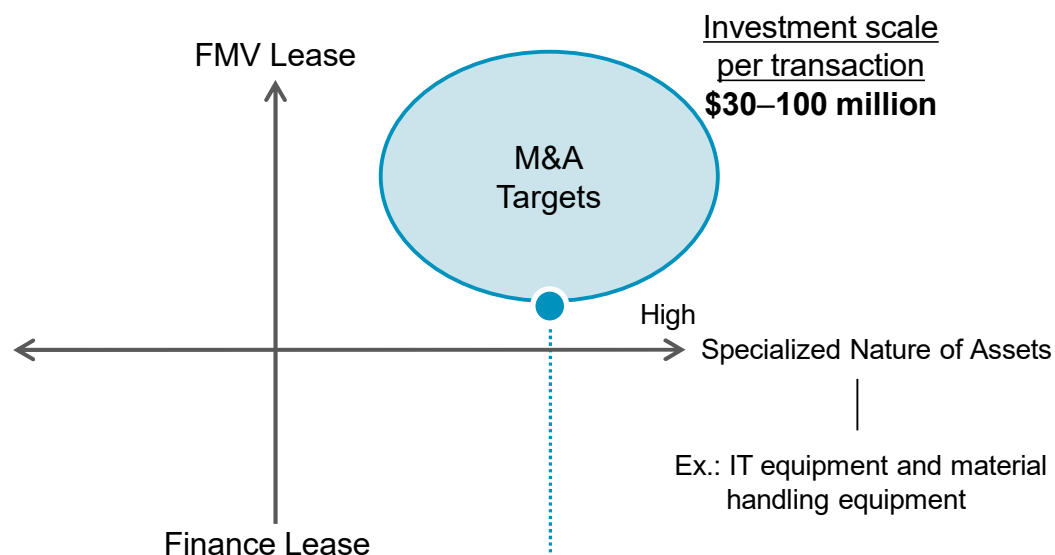 FMV Lease
Investment scale
per transaction
$30–100 million
M&A
Targets
High
Specialized Nature of Assets
Ex.: IT equipment and material
handling equipment
Finance Lease